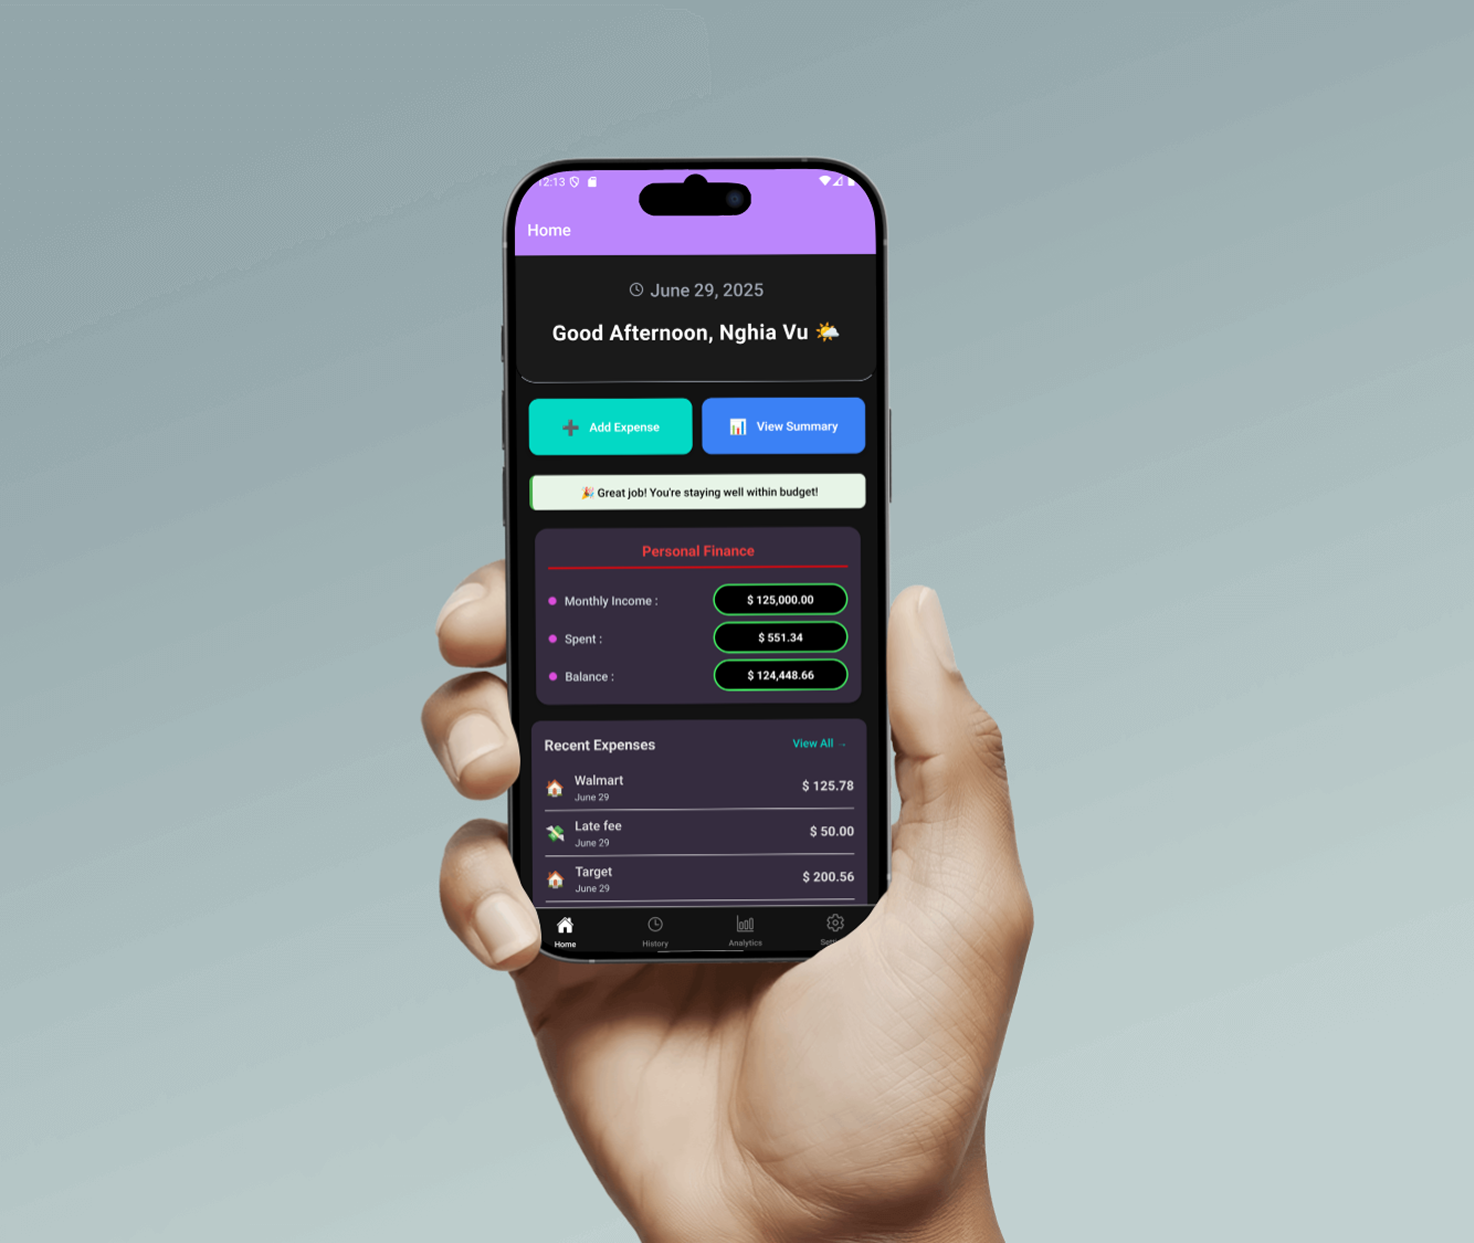 12:13
Home
June 29, 2025
Good Afternoon, Nghia Vu
Add Expense
View Summary
Great job! You're staying well within budget!
Personal Finance
Monthly Income : $ 125,000.00
Spent : $ 551.34
Balance : $ 124,448.66
Recent Expenses View All →
Walmart
June 29
$ 125.78
Late fee
June 29
$ 50.00
Target
June 29
$ 200.56
Home History Analytics